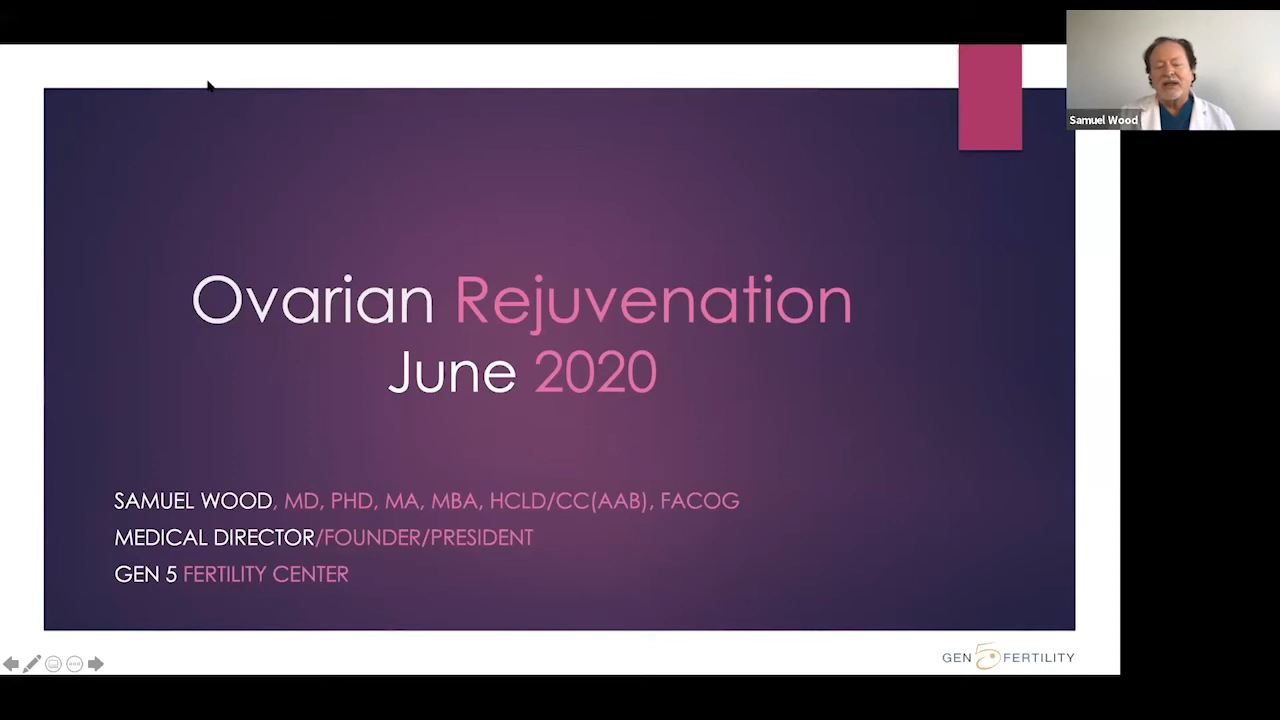 Samuel Wood
Ovarian Rejuvenation
June 2020
SAMUEL WOOD, MD, PHD, MA, MBA, HCLD/CC(AAB), FACOG
MEDICAL DIRECTOR/FOUNDER/PRESIDENT
GEN 5 FERTILITY CENTER
GEN 5 FERTILITY